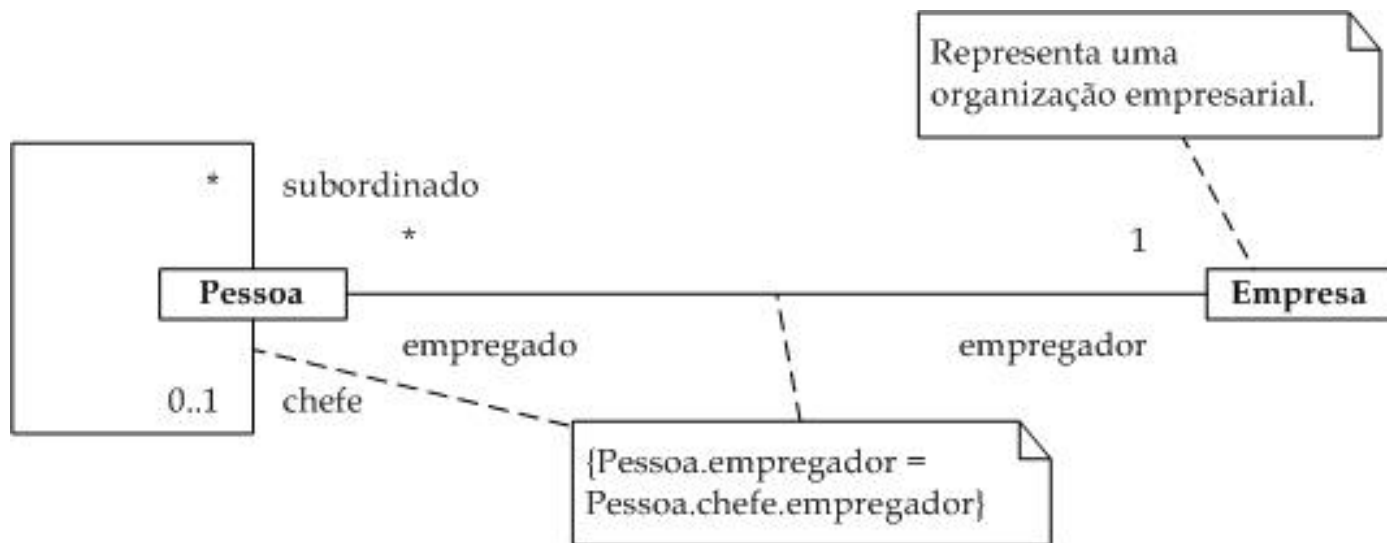 Representa uma
organização empresarial.
* subordinado
*
1
Pessoa
Empresa
empregado
empregador
0..1 chefe
{Pessoa.empregador =
Pessoa.chefe.empregador}